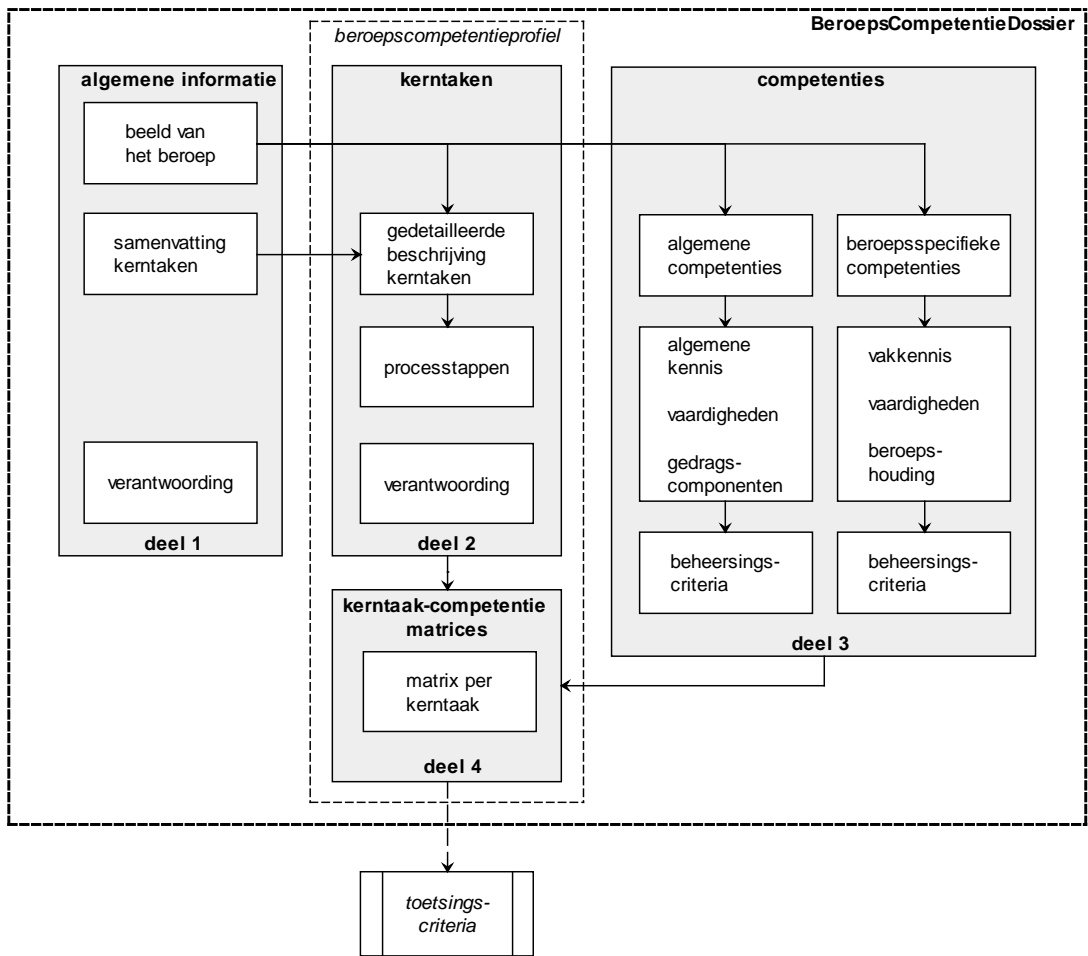 BeroepsCompetentieDossier
beroepscompetentieprofiel
algemene informatie
beeld van
het beroep
samenvatting
kerntaken
verantwoording
deel 1
kerntaken
gedetailleerde
beschrijving
kerntaken
processtappen
verantwoording
deel 2
competenties
algemene
competenties
algemene
kennis
vaardigheden
gedrags-
componenten
beheersings-
criteria
beroepsspecifieke
competenties
vakkennis
vaardigheden
beroeps-
houding
beheersings-
criteria
deel 3
kerntaak-competentie
matrices
matrix per
kerntaak
deel 4
toetsings-
criteria